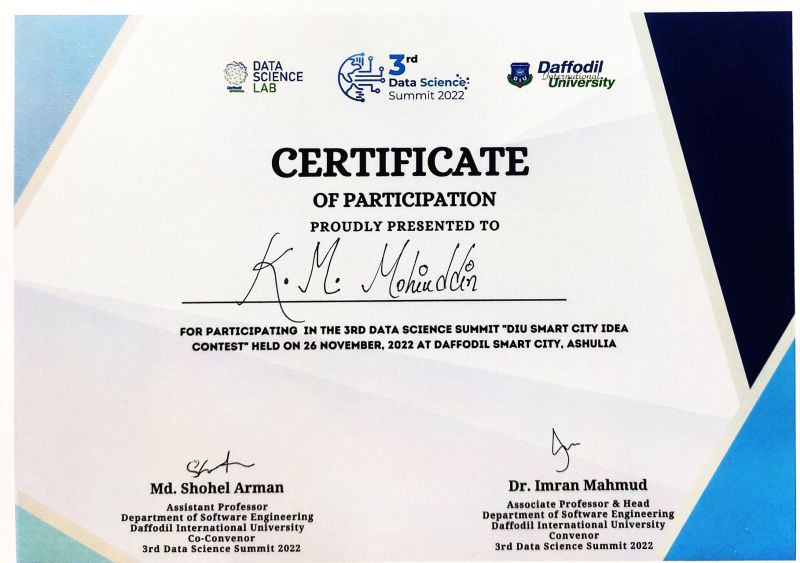 DATA
SCIENCE
LAB
Daffodil
University
3rd
Data Science
Summit 2022
DIU
Daffodil
International
University
CERTIFICATE
OF PARTICIPATION
PROUDLY PRESENTED TO
K. M. Mohiuddin
FOR PARTICIPATING IN THE 3RD DATA SCIENCE SUMMIT "DIU SMART CITY IDEA
CONTEST" HELD ON 26 NOVEMBER, 2022 AT DAFFODIL SMART CITY, ASHULIA
Md. Shohel Arman
Assistant Professor
Department of Software Engineering
Daffodil International University
Co-Convenor
3rd Data Science Summit 2022
Dr. Imran Mahmud
Associate Professor & Head
Department of Software Engineering
Daffodil International University
Convenor
3rd Data Science Summit 2022